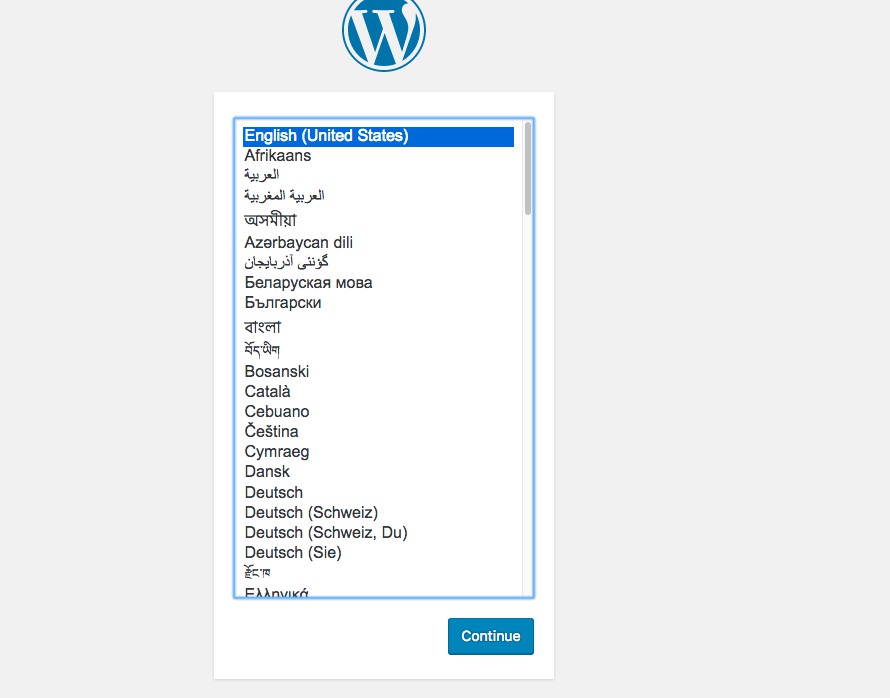 English (United States)
Afrikaans
العربية
العربية المغربية
অসমীয়া
Azərbaycan dili
گؤنئی آذربایجان
Беларуская мова
Български
বাংলা
བོད་ཡིག
Bosanski
Català
Cebuano
Čeština
Cymraeg
Dansk
Deutsch
Deutsch (Schweiz)
Deutsch (Schweiz, Du)
Deutsch (Sie)
རྫོང་ཁ
Ελληνικά
Continue